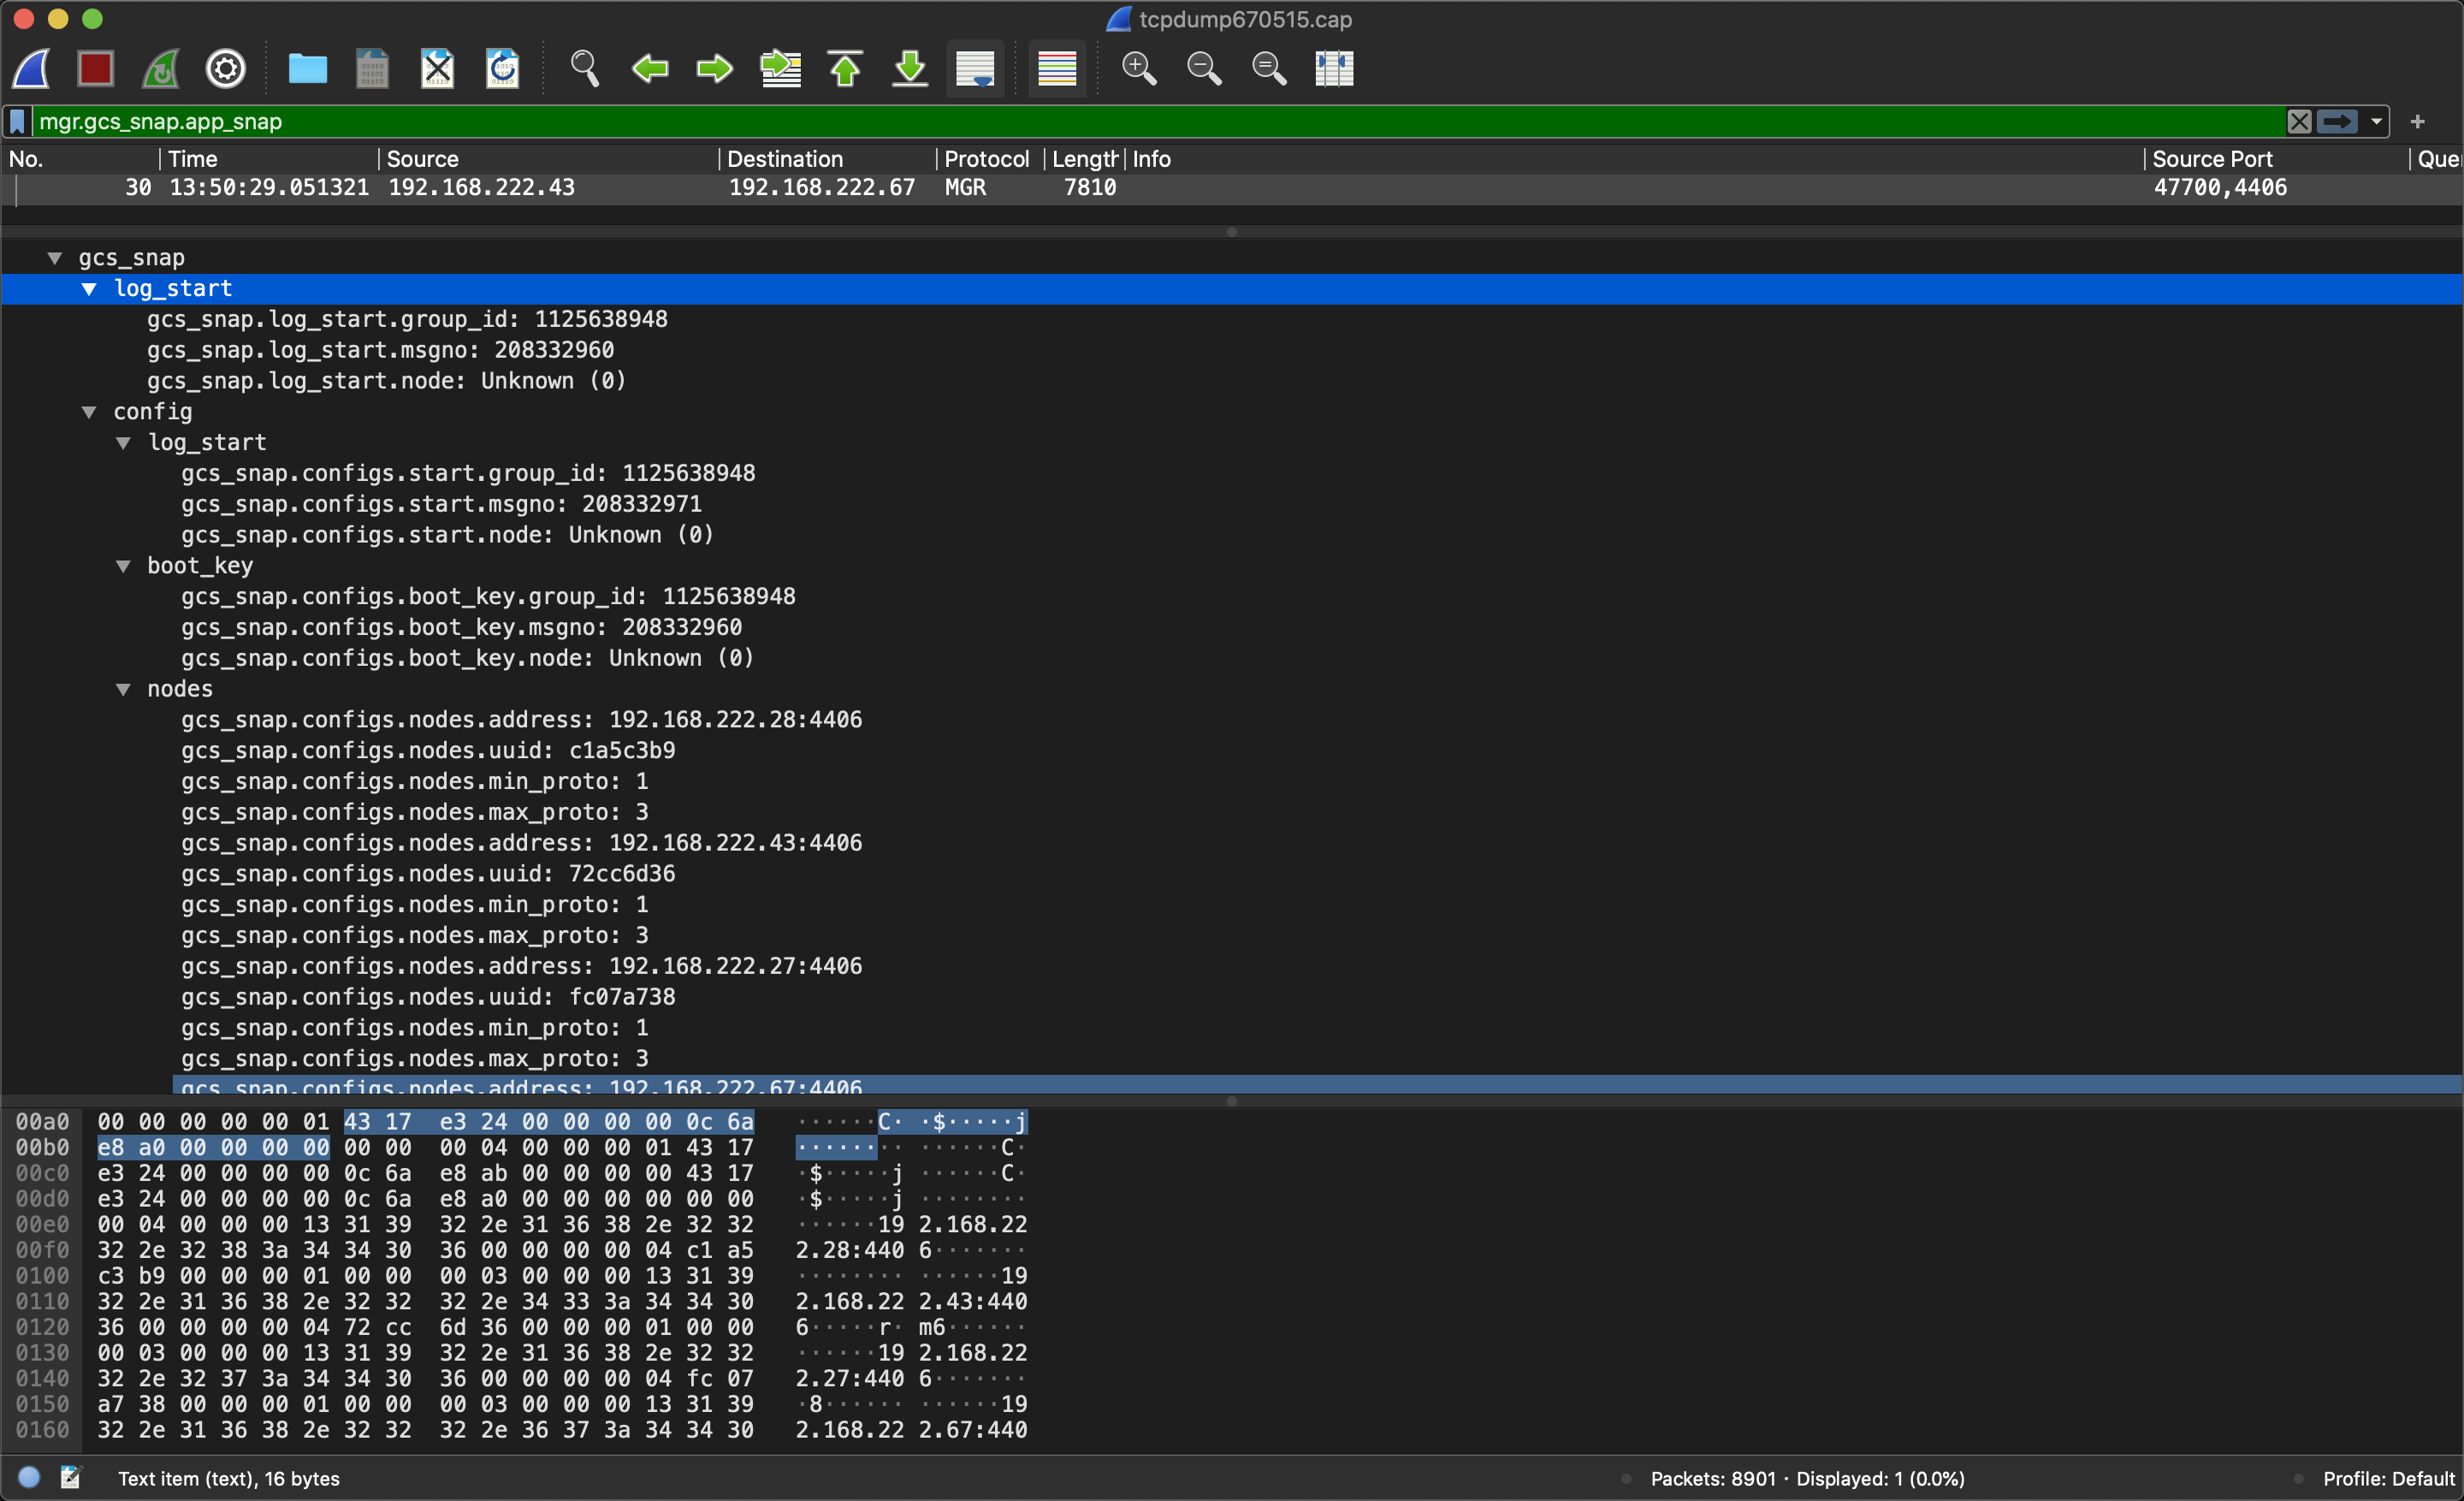 tcpdump670515.cap
mgr.gcs_snap.app_snap
No. Time Source Destination Protocol Length Info Source Port
30 13:50:29.051321 192.168.222.43 192.168.222.67 MGR 7810 47700,4406
gcs_snap
log_start
gcs_snap.log_start.group_id: 1125638948
gcs_snap.log_start.msgno: 208332960
gcs_snap.log_start.node: Unknown (0)
config
log_start
gcs_snap.configs.start.group_id: 1125638948
gcs_snap.configs.start.msgno: 208332971
gcs_snap.configs.start.node: Unknown (0)
boot_key
gcs_snap.configs.boot_key.group_id: 1125638948
gcs_snap.configs.boot_key.msgno: 208332960
gcs_snap.configs.boot_key.node: Unknown (0)
nodes
gcs_snap.configs.nodes.address: 192.168.222.28:4406
gcs_snap.configs.nodes.uuid: c1a5c3b9
gcs_snap.configs.nodes.min_proto: 1
gcs_snap.configs.nodes.max_proto: 3
gcs_snap.configs.nodes.address: 192.168.222.43:4406
gcs_snap.configs.nodes.uuid: 72cc6d36
gcs_snap.configs.nodes.min_proto: 1
gcs_snap.configs.nodes.max_proto: 3
gcs_snap.configs.nodes.address: 192.168.222.27:4406
gcs_snap.configs.nodes.uuid: fc07a738
gcs_snap.configs.nodes.min_proto: 1
gcs_snap.configs.nodes.max_proto: 3
gcs_snap.configs.nodes.address: 192.168.222.67:4406
00a0 00 00 00 00 00 01 43 17 e3 24 00 00 00 00 0c 6a ······C· ·$·····j
00b0 e8 a0 00 00 00 00 00 00 00 04 00 00 00 01 43 17 ········ ······C·
00c0 e3 24 00 00 00 00 0c 6a e8 ab 00 00 00 00 43 17 ·$·····j ······C·
00d0 e3 24 00 00 00 00 0c 6a e8 a0 00 00 00 00 00 00 ·$·····j ········
00e0 00 04 00 00 00 13 31 39 32 2e 31 36 38 2e 32 32 ······19 2.168.22
00f0 32 2e 32 38 3a 34 34 30 36 00 00 00 00 04 c1 a5 2.28:440 6·······
0100 c3 b9 00 00 00 01 00 00 00 03 00 00 00 13 31 39 ········ ······19
0110 32 2e 31 36 38 2e 32 32 32 2e 34 33 3a 34 34 30 2.168.22 2.43:440
0120 36 00 00 00 00 04 72 cc 6d 36 00 00 00 01 00 00 6·····r· m6······
0130 00 03 00 00 00 13 31 39 32 2e 31 36 38 2e 32 32 ······19 2.168.22
0140 32 2e 32 37 3a 34 34 30 36 00 00 00 00 04 fc 07 2.27:440 6·······
0150 a7 38 00 00 00 01 00 00 00 03 00 00 00 13 31 39 ·8······ ······19
0160 32 2e 31 36 38 2e 32 32 32 2e 36 37 3a 34 34 30 2.168.22 2.67:440
Text item (text), 16 bytes Packets: 8901 · Displayed: 1 (0.0%) Profile: Default